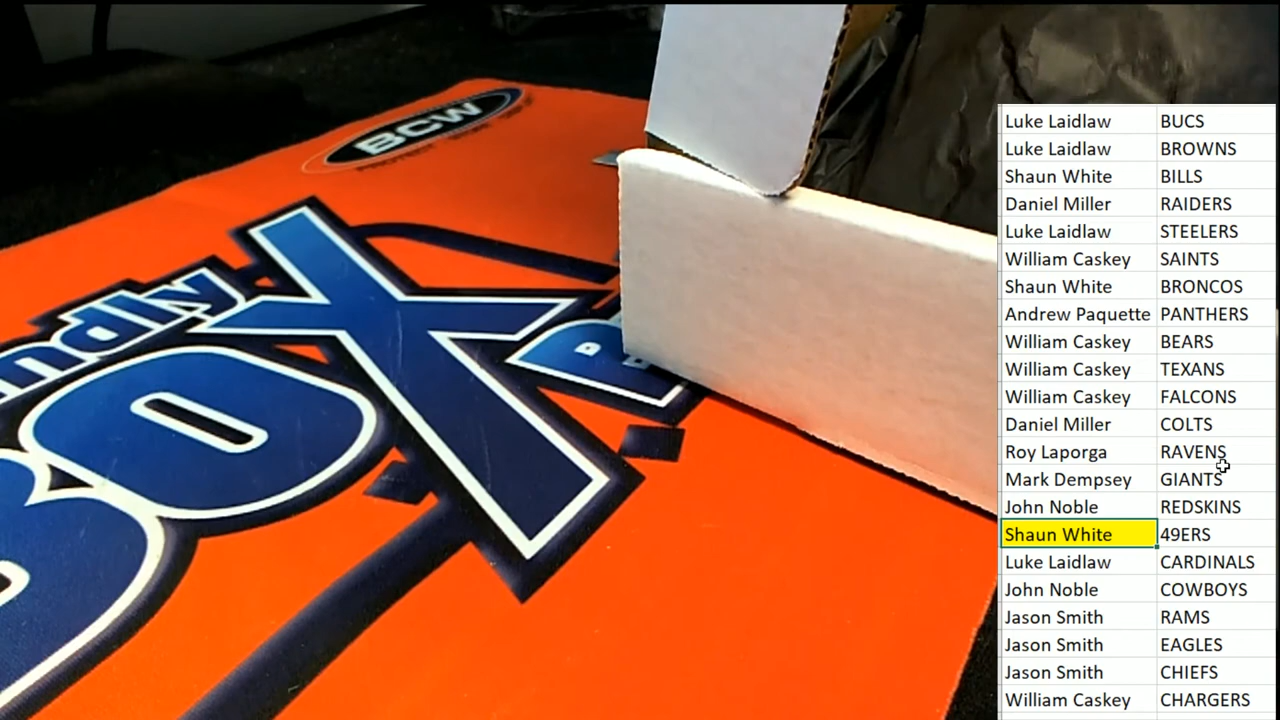 BCW
ndly
BOX
Luke Laidlaw BUCS
Luke Laidlaw BROWNS
Shaun White BILLS
Daniel Miller RAIDERS
Luke Laidlaw STEELERS
William Caskey SAINTS
Shaun White BRONCOS
Andrew Paquette PANTHERS
William Caskey BEARS
William Caskey TEXANS
William Caskey FALCONS
Daniel Miller COLTS
Roy Laporga RAVENS
Mark Dempsey GIANTS
John Noble REDSKINS
Shaun White 49ERS
Luke Laidlaw CARDINALS
John Noble COWBOYS
Jason Smith RAMS
Jason Smith EAGLES
Jason Smith CHIEFS
William Caskey CHARGERS